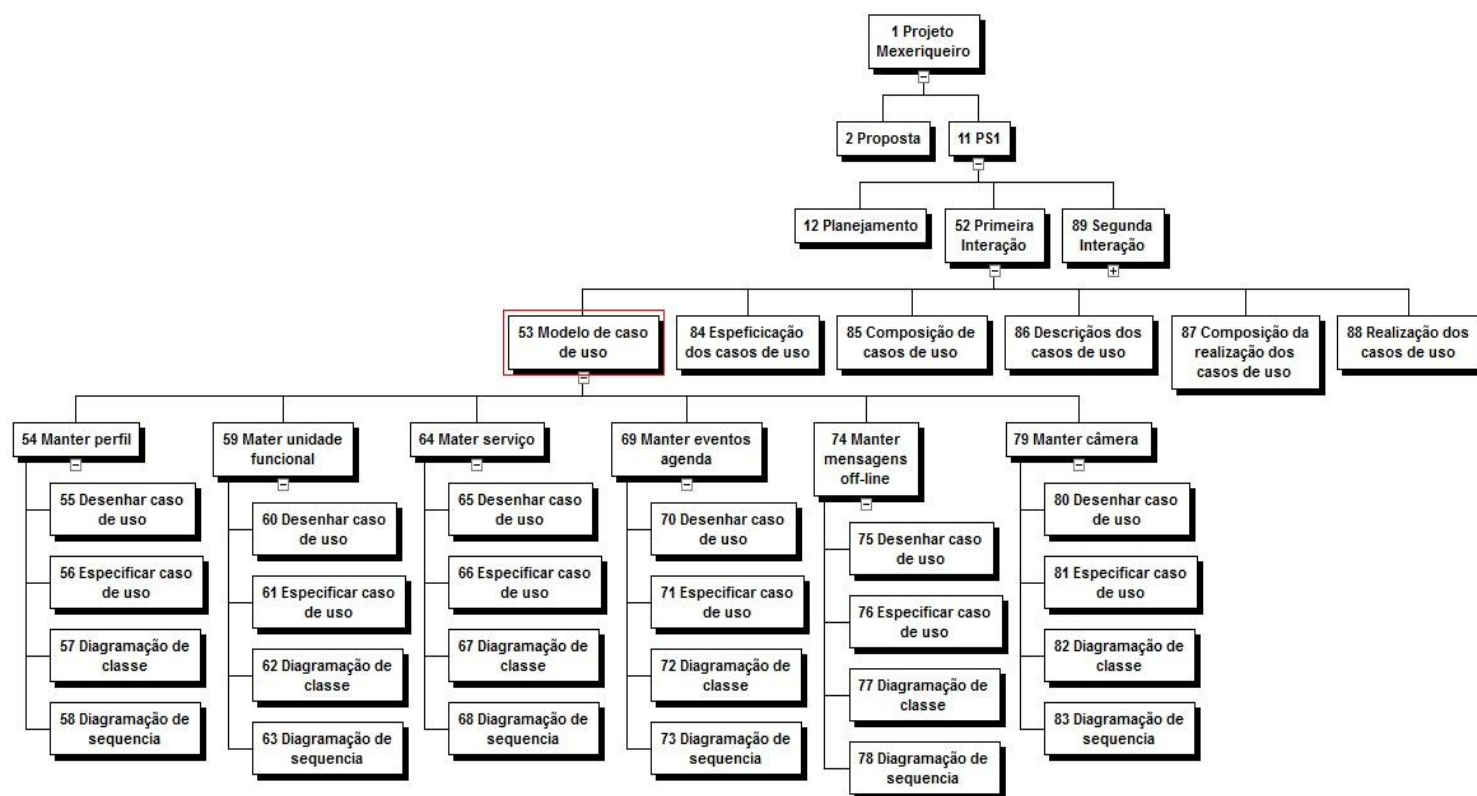 1 Projeto
Mexeriqueiro
2 Proposta
11 PS1
12 Planejamento
52 Primeira
Interação
89 Segunda
Interação
53 Modelo de caso
de uso
84 Espeficicação
dos casos de uso
85 Composição de
casos de uso
86 Descriçãos dos
casos de uso
87 Composição da
realização dos
casos de uso
88 Realização dos
casos de uso
54 Manter perfil
55 Desenhar caso
de uso
56 Especificar caso
de uso
57 Diagramação de
classe
58 Diagramação de
sequencia
59 Mater unidade
funcional
60 Desenhar caso
de uso
61 Especificar caso
de uso
62 Diagramação de
classe
63 Diagramação de
sequencia
64 Mater serviço
65 Desenhar caso
de uso
66 Especificar caso
de uso
67 Diagramação de
classe
68 Diagramação de
sequencia
69 Manter eventos
agenda
70 Desenhar caso
de uso
71 Especificar caso
de uso
72 Diagramação de
classe
73 Diagramação de
sequencia
74 Manter
mensagens
off-line
75 Desenhar caso
de uso
76 Especificar caso
de uso
77 Diagramação de
classe
78 Diagramação de
sequencia
79 Manter câmera
80 Desenhar caso
de uso
81 Especificar caso
de uso
82 Diagramação de
classe
83 Diagramação de
sequencia